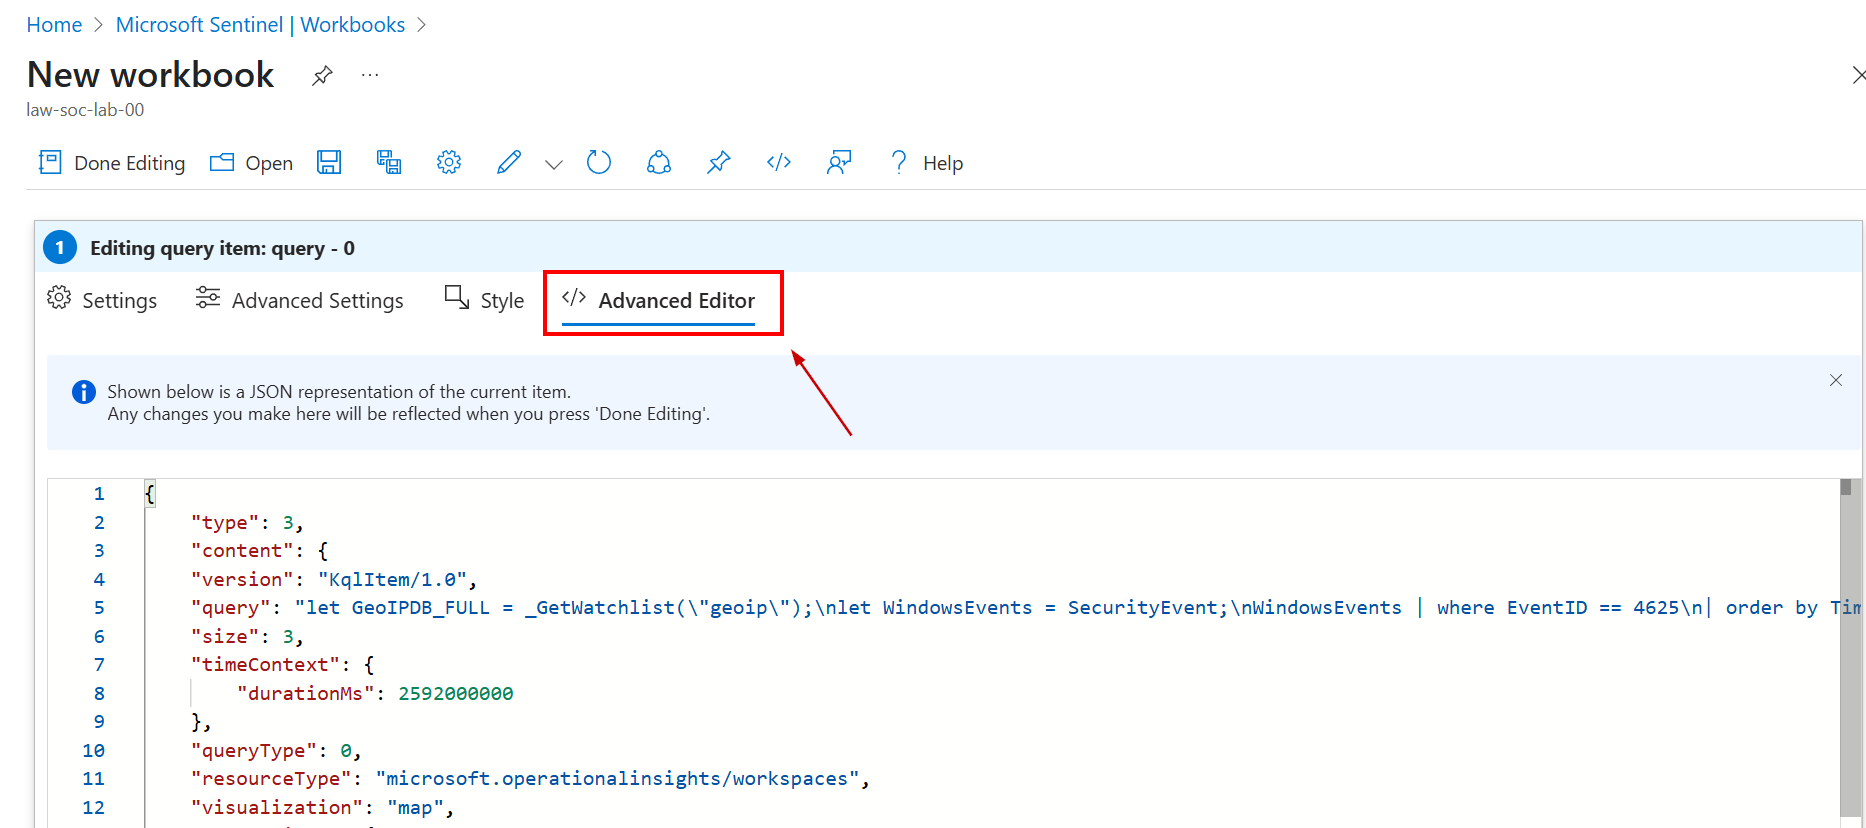 Home > Microsoft Sentinel | Workbooks >
New workbook
law-soc-lab-00
Done Editing Open Help
1 Editing query item: query - 0
Settings Advanced Settings Style </> Advanced Editor
Shown below is a JSON representation of the current item.
Any changes you make here will be reflected when you press 'Done Editing'.
1 {
2 "type": 3,
3 "content": {
4 "version": "KqlItem/1.0",
5 "query": "let GeoIPDB_FULL = _GetWatchlist(\"geoip\");\nlet WindowsEvents = SecurityEvent;\nWindowsEvents | where EventID == 4625\n| order by Tim
6 "size": 3,
7 "timeContext": {
8 "durationMs": 2592000000
9 },
10 "queryType": 0,
11 "resourceType": "microsoft.operationalinsights/workspaces",
12 "visualization": "map",